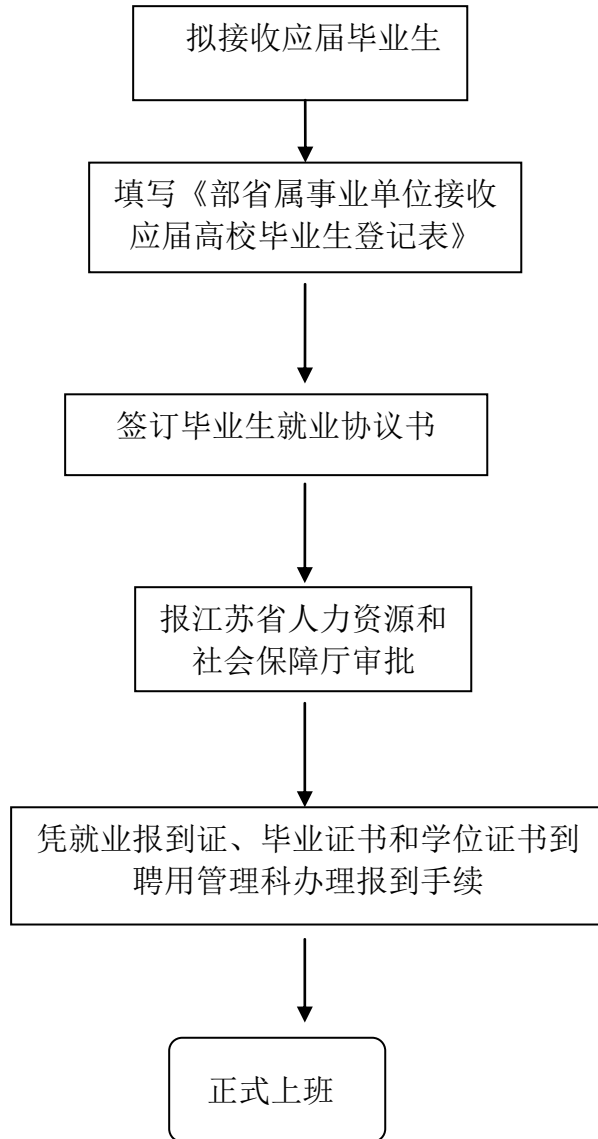 拟接收应届毕业生
填写《部省属事业单位接收
应届高校毕业生登记表》
签订毕业生就业协议书
报江苏省人力资源和
社会保障厅审批
凭就业报到证、毕业证书和学位证书到
聘用管理科办理报到手续
正式上班